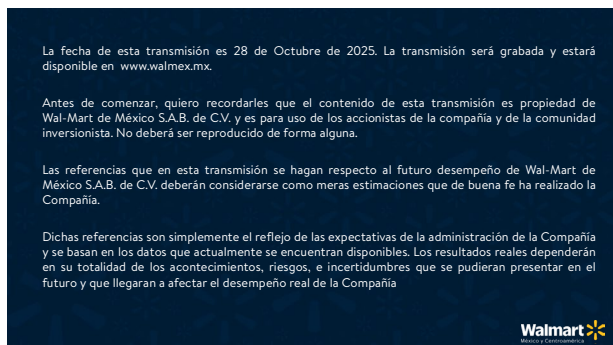 La fecha de esta transmisión es 28 de Octubre de 2025. La transmisión será grabada y estará
disponible en www.walmex.mx.
Antes de comenzar, quiero recordarles que el contenido de esta transmisión es propiedad de
Wal-Mart de México S.A.B. de C.V. y es para uso de los accionistas de la compañía y de la comunidad
inversionista. No deberá ser reproducido de forma alguna.
Las referencias que en esta transmisión se hagan respecto al futuro desempeño de Wal-Mart de
México S.A.B. de C.V. deberán considerarse como meras estimaciones que de buena fe ha realizado la
Compañía.
Dichas referencias son simplemente el reflejo de las expectativas de la administración de la Compañía
y se basan en los datos que actualmente se encuentran disponibles. Los resultados reales dependerán
en su totalidad de los acontecimientos, riesgos, e incertidumbres que se pudieran presentar en el
futuro y que llegaran a afectar el desempeño real de la Compañía
Walmart
México y Centroamérica